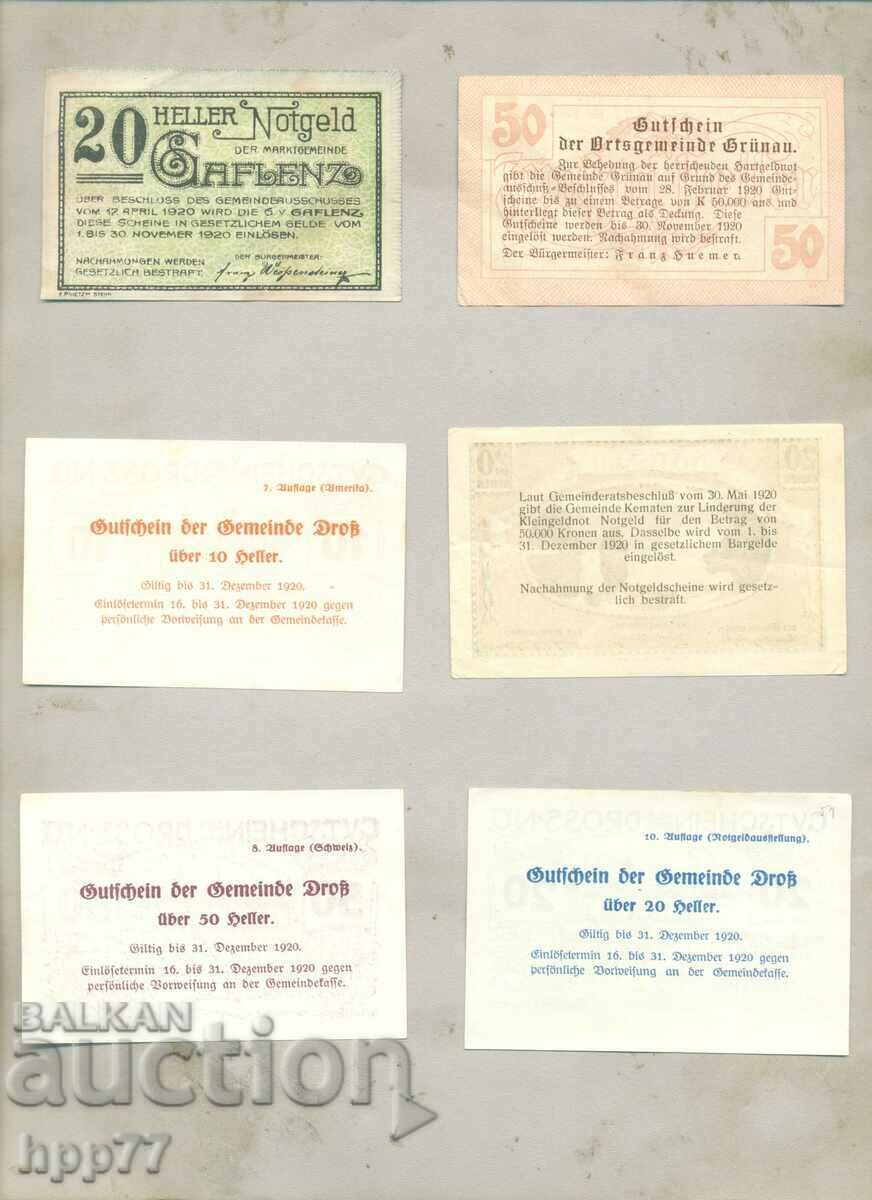 20 HELLER Notgeld
DER MARKTGEMEINDE
GAFLENZ
ÜBER BESCHLUSS DES GEMEINDEAUSSCHUSSES
VOM 17. APRIL 1920 WIRD DIE G. V. GAFLENZ,
DIESE SCHEINE IN GESETZLICHEM GELDE VOM
1. BIS 30 NOVEMER 1920 EINLÖSEN.
NACHAHMUNGEN WERDEN
GESETZLICH BESTRAFT.
DER BÜRGERMEISTER:
50
Gutschein
der Ortsgemeinde Grünau.
Zur Behebung der herrschenden Hartgeldnot
gibt die Gemeinde Grünau auf Grund des Gemeinde-
ausschuß-Beschlusses vom 28. Februar 1920 Gut-
scheine bis zu einem Betrage von K 50,000 aus und
hinterlegt dieser Betrag als Deckung. Diese
Gutscheine werden bis 30. November 1920
eingelöst werden. Nachahmung wird bestraft.
Der Bürgermeister: Franz Huemer.
50
7. Auflage (Amerika).
Gutschein der Gemeinde Droß
über 10 Heller.
Giltig bis 31. Dezember 1920.
Einlösetermin 16. bis 31. Dezember 1920 gegen
persönliche Vorweisung an der Gemeindekasse.
20
20
Laut Gemeinderatsbeschluß vom 30. Mai 1920
gibt die Gemeinde Kematen zur Linderung der
Kleingeldnot Notgeld für den Betrag von
50.000 Kronen aus. Dasselbe wird vom 1. bis
31. Dezember 1920 in gesetzlichem Bargelde
eingelöst.
Nachahmung der Notgeldscheine wird gesetz-
lich bestraft.
8. Auflage (Schweiz).
Gutschein der Gemeinde Droß
über 50 Heller.
Giltig bis 31. Dezember 1920.
Einlösetermin 16. bis 31. Dezember 1920 gegen
persönliche Vorweisung an der Gemeindekasse.
10. Auflage (Notgeldausstellung).
Gutschein der Gemeinde Droß
über 20 Heller.
Giltig bis 31. Dezember 1920.
Einlösetermin 16. bis 31. Dezember 1920 gegen
persönliche Vorweisung an der Gemeindekasse.
BALKAN
auction
hpp77